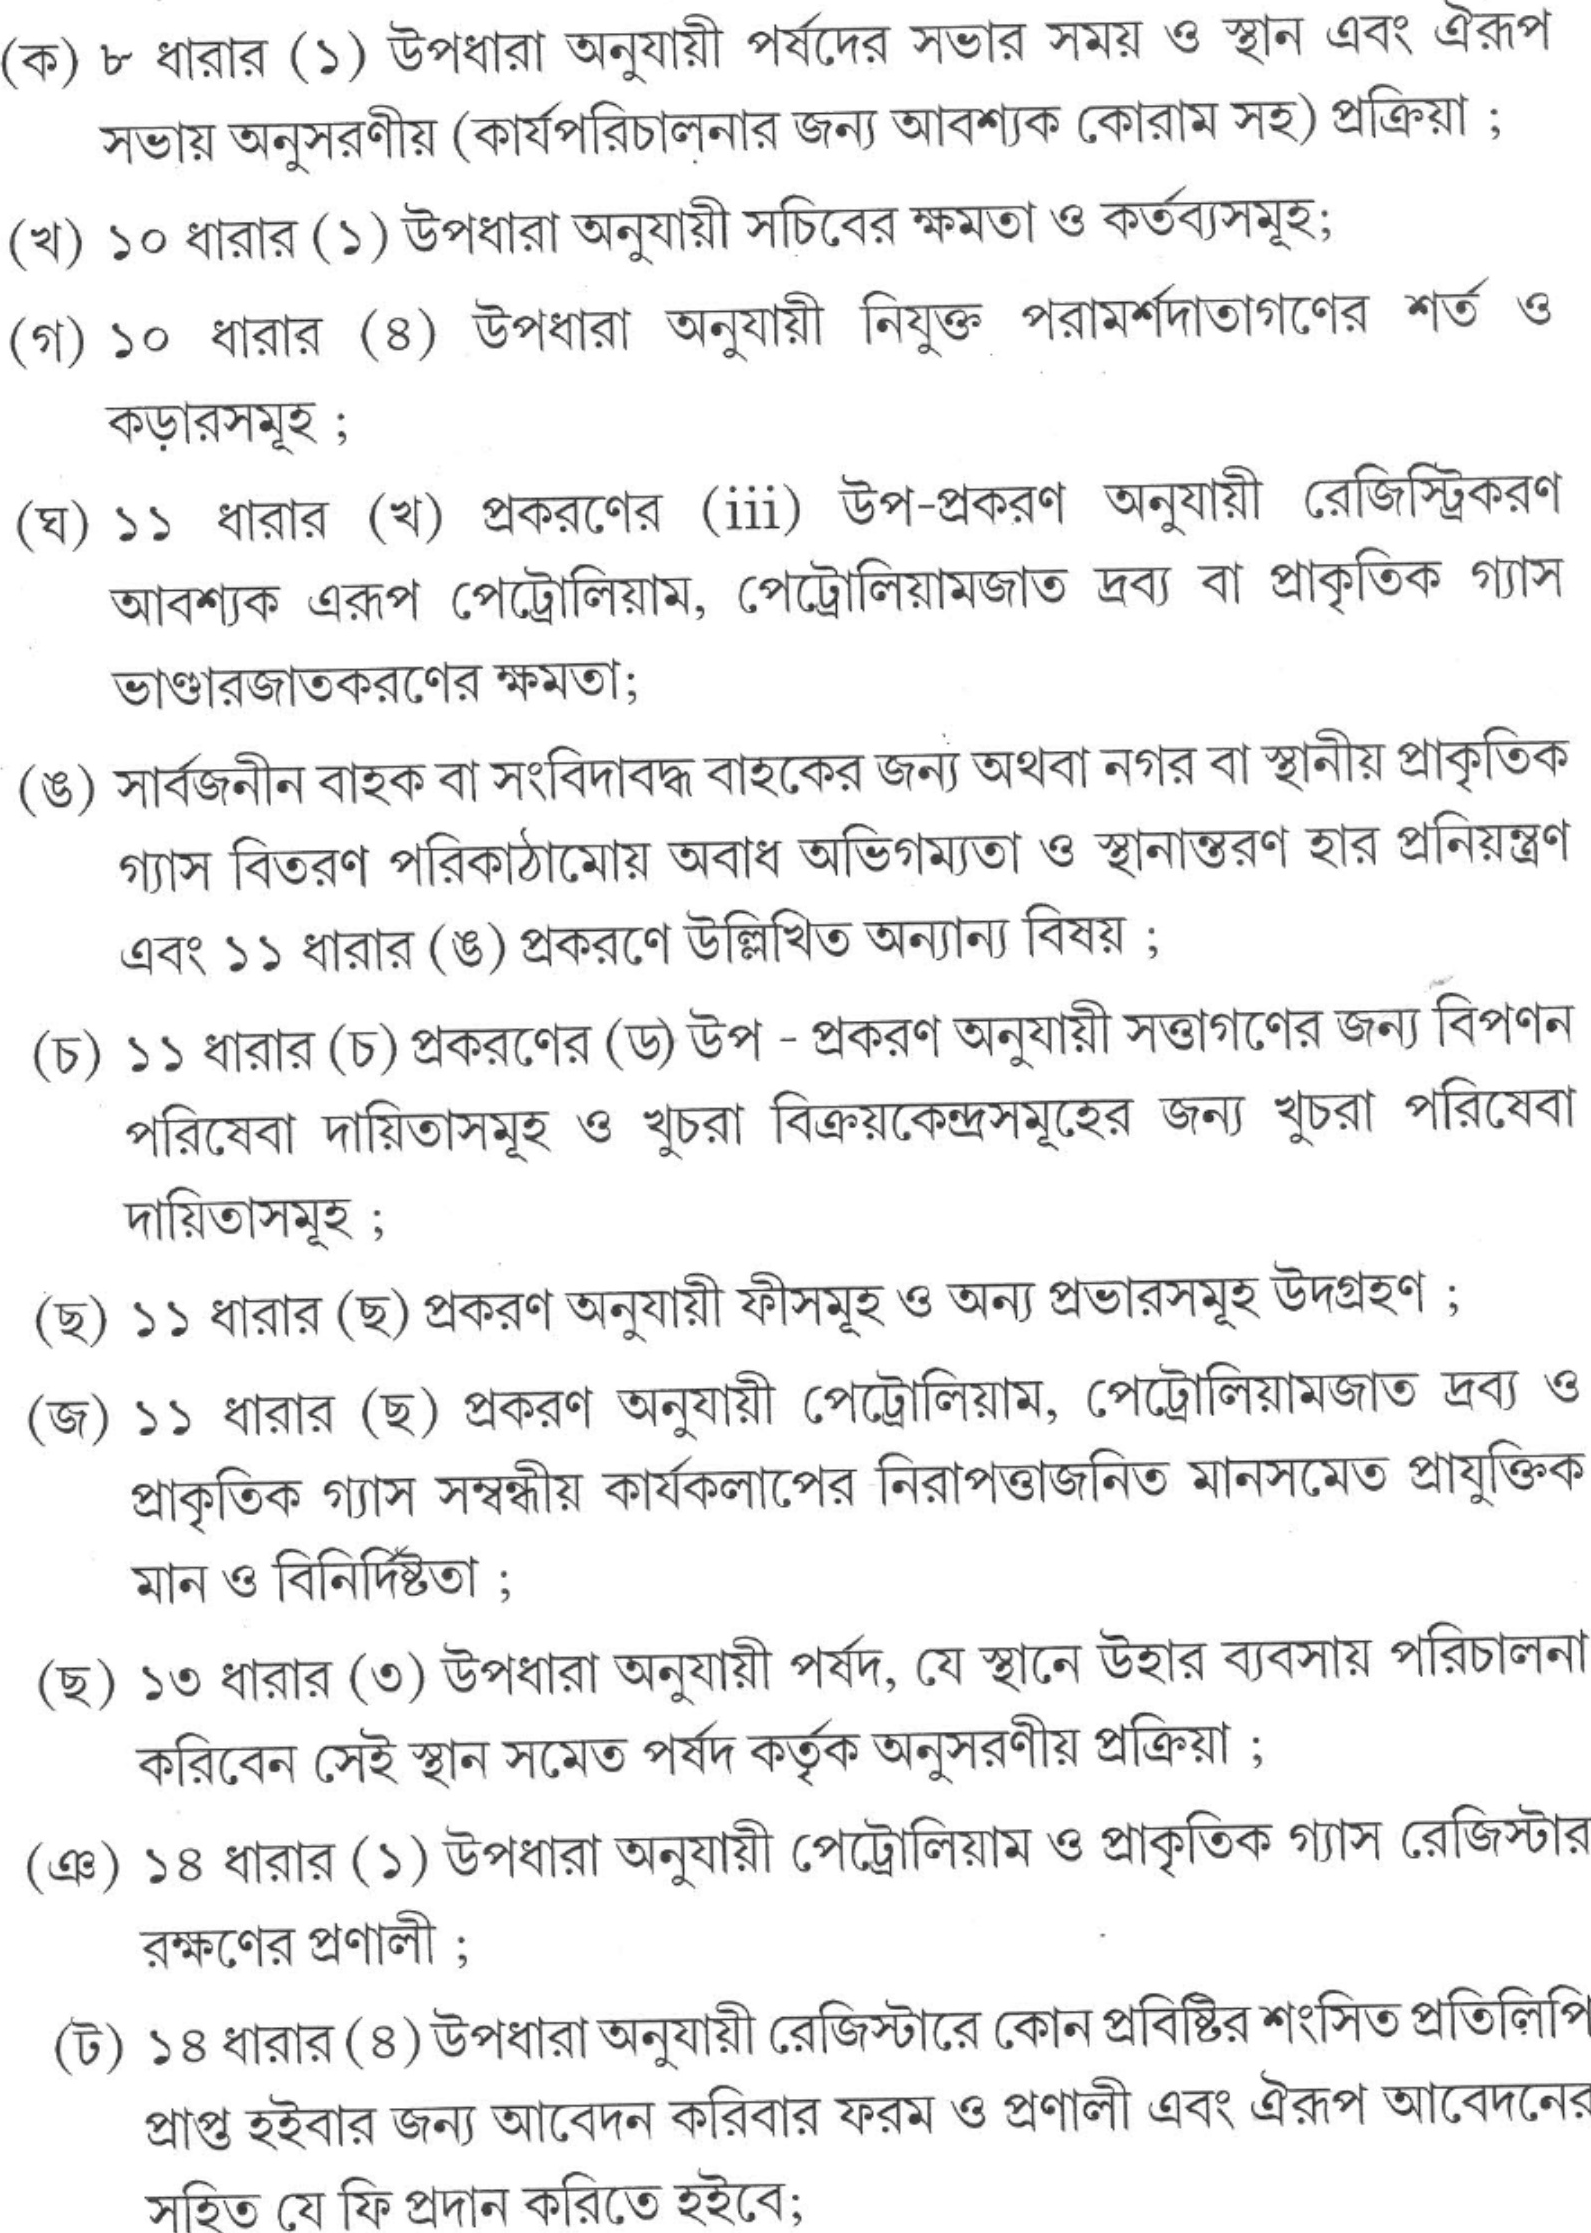 (ক) ৮ ধারার (১) উপধারা অনুযায়ী পর্ষদের সভার সময় ও স্থান এবং ঐরূপ
সভায় অনুসরণীয় (কার্যপরিচালনার জন্য আবশ্যক কোরাম সহ) প্রক্রিয়া ;
(খ) ১০ ধারার (১) উপধারা অনুযায়ী সচিবের ক্ষমতা ও কর্তব্যসমূহ;
(গ) ১০ ধারার (৪) উপধারা অনুযায়ী নিযুক্ত পরামর্শদাতাগণের শর্ত ও
কড়ারসমূহ ;
(ঘ) ১১ ধারার (খ) প্রকরণের (iii) উপ-প্রকরণ অনুযায়ী রেজিস্ট্রিকরণ
আবশ্যক এরূপ পেট্রোলিয়াম, পেট্রোলিয়ামজাত দ্রব্য বা প্রাকৃতিক গ্যাস
ভাণ্ডারজাতকরণের ক্ষমতা;
(ঙ) সার্বজনীন বাহক বা সংবিদাবদ্ধ বাহকের জন্য অথবা নগর বা স্থানীয় প্রাকৃতিক
গ্যাস বিতরণ পরিকাঠামোয় অবাধ অভিগম্যতা ও স্থানান্তরণ হার প্রনিয়ন্ত্রণ
এবং ১১ ধারার (ঙ) প্রকরণে উল্লিখিত অন্যান্য বিষয় ;
(চ) ১১ ধারার (চ) প্রকরণের (ড) উপ - প্রকরণ অনুযায়ী সত্তাগণের জন্য বিপণন
পরিষেবা দায়িতাসমূহ ও খুচরা বিক্রয়কেন্দ্রসমূহের জন্য খুচরা পরিষেবা
দায়িতাসমূহ ;
(ছ) ১১ ধারার (ছ) প্রকরণ অনুযায়ী ফীসমূহ ও অন্য প্রভারসমূহ উদগ্রহণ ;
(জ) ১১ ধারার (ছ) প্রকরণ অনুযায়ী পেট্রোলিয়াম, পেট্রোলিয়ামজাত দ্রব্য ও
প্রাকৃতিক গ্যাস সম্বন্ধীয় কার্যকলাপের নিরাপত্তাজনিত মানসমেত প্রাযুক্তিক
মান ও বিনির্দিষ্টতা ;
(ছ) ১৩ ধারার (৩) উপধারা অনুযায়ী পর্ষদ, যে স্থানে উহার ব্যবসায় পরিচালনা
করিবেন সেই স্থান সমেত পর্ষদ কর্তৃক অনুসরণীয় প্রক্রিয়া ;
(ঞ) ১৪ ধারার (১) উপধারা অনুযায়ী পেট্রোলিয়াম ও প্রাকৃতিক গ্যাস রেজিস্টার
রক্ষণের প্রণালী ;
(ট) ১৪ ধারার (৪) উপধারা অনুযায়ী রেজিস্টারে কোন প্রবিষ্টির শংসিত প্রতিলিপি
প্রাপ্ত হইবার জন্য আবেদন করিবার ফরম ও প্রণালী এবং ঐরূপ আবেদনের
সহিত যে ফি প্রদান করিতে হইবে;